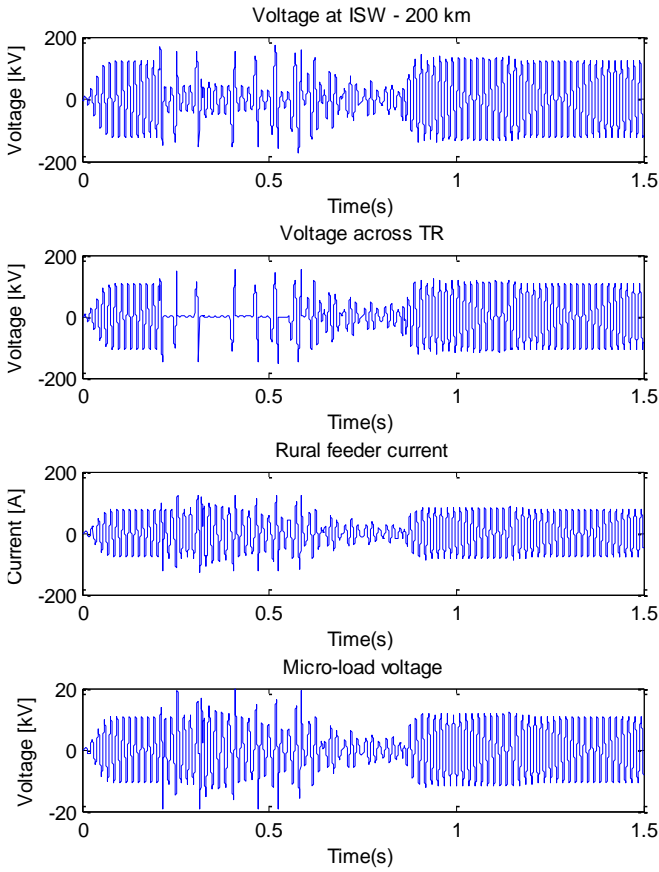 Voltage at ISW - 200 km
200
0
-200
Voltage [kV]
0
0.5
1
1.5
Time(s)
Voltage across TR
200
0
-200
Voltage [kV]
0
0.5
1
1.5
Time(s)
Rural feeder current
200
0
-200
Current [A]
0
0.5
1
1.5
Time(s)
Micro-load voltage
20
0
-20
Voltage [kV]
0
0.5
1
1.5
Time(s)